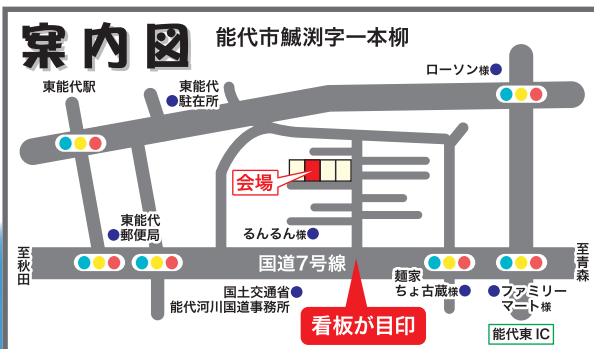 案内図
能代市鰄渕字一本柳
東能代駅
東能代
駐在所
ローソン様
会場
東能代
郵便局
るんるん様
至秋田
国道7号線
至青森
麺家
ちょ古蔵様
国土交通省
能代河川国道事務所
ファミリー
マート様
看板が目印
能代東IC